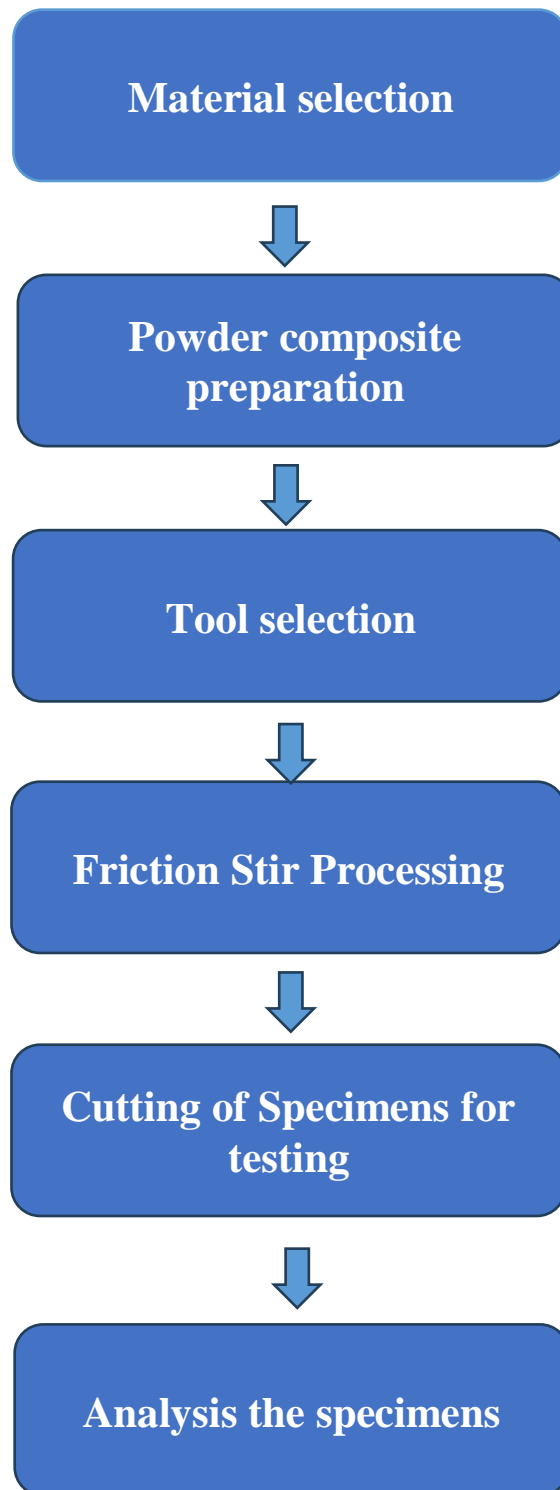 Material selection
Powder composite
preparation
Tool selection
Friction Stir Processing
Cutting of Specimens for
testing
Analysis the specimens